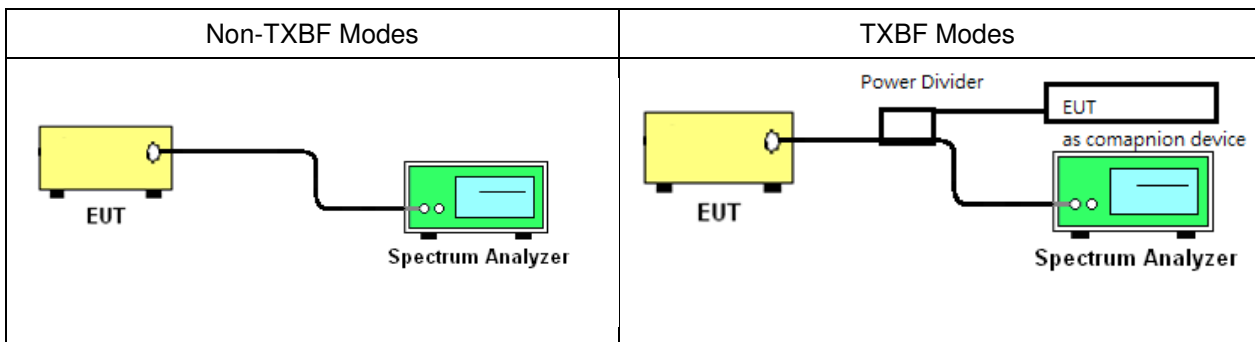 Non-TXBF Modes
TXBF Modes
EUT
Spectrum Analyzer
Power Divider
EUT
as comapnion device
EUT
Spectrum Analyzer